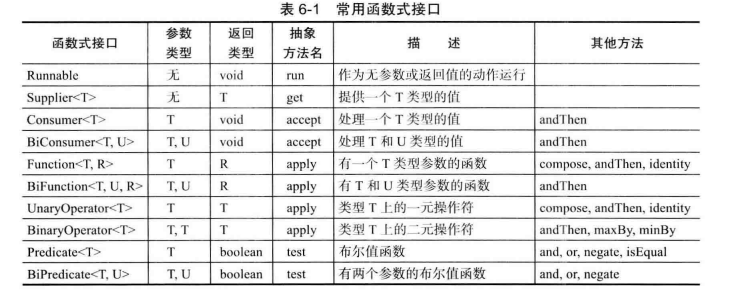 表 6-1 常用函数式接口
函数式接口 参数类型 返回类型 抽象方法名 描 述 其他方法
Runnable 无 void run 作为无参数或返回值的动作运行
Supplier<T> 无 T get 提供一个 T 类型的值
Consumer<T> T void accept 处理一个 T 类型的值 andThen
BiConsumer<T, U> T, U void accept 处理 T 和 U 类型的值 andThen
Function<T, R> T R apply 有一个 T 类型参数的函数 compose, andThen, identity
BiFunction<T, U, R> T, U R apply 有 T 和 U 类型参数的函数 andThen
UnaryOperator<T> T T apply 类型 T 上的一元操作符 compose, andThen, identity
BinaryOperator<T> T, T T apply 类型 T 上的二元操作符 andThen, maxBy, minBy
Predicate<T> T boolean test 布尔值函数 and, or, negate, isEqual
BiPredicate<T, U> T, U boolean test 有两个参数的布尔值函数 and, or, negate